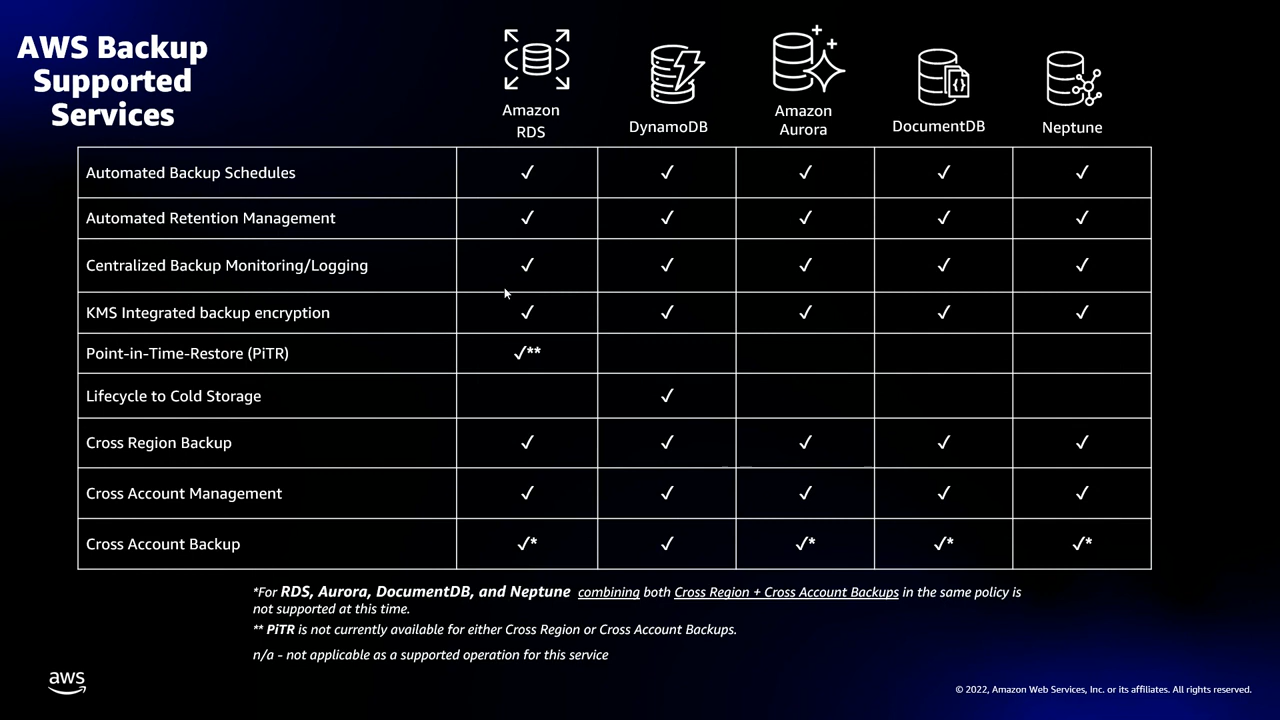 AWS Backup
Supported
Services
Amazon
RDS
DynamoDB
Amazon
Aurora
DocumentDB
Neptune
Automated Backup Schedules ✓ ✓ ✓ ✓ ✓
Automated Retention Management ✓ ✓ ✓ ✓ ✓
Centralized Backup Monitoring/Logging ✓ ✓ ✓ ✓ ✓
KMS Integrated backup encryption ✓ ✓ ✓ ✓ ✓
Point-in-Time-Restore (PiTR) ✓**
Lifecycle to Cold Storage ✓
Cross Region Backup ✓ ✓ ✓ ✓ ✓
Cross Account Management ✓ ✓ ✓ ✓ ✓
Cross Account Backup ✓* ✓ ✓* ✓* ✓*
*For RDS, Aurora, DocumentDB, and Neptune combining both Cross Region + Cross Account Backups in the same policy is
not supported at this time.
** PiTR is not currently available for either Cross Region or Cross Account Backups.
n/a - not applicable as a supported operation for this service
aws
© 2022, Amazon Web Services, Inc. or its affiliates. All rights reserved.